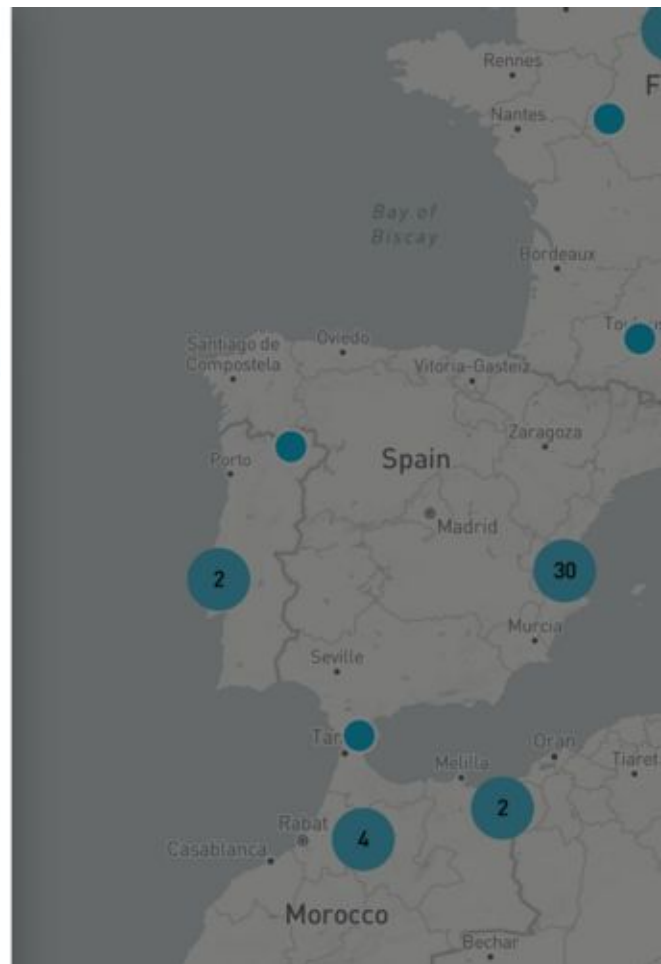 Rennes
F
Nantes
Bay of
Biscay
Bordeaux
Santiago de
Compostela
Oviedo
Vitoria-Gasteiz
Zaragoza
Porto
Spain
Madrid
2
30
Murcia
Seville
Oran
Melilla
Tiaret
2
Rabat
4
Casablanca
Morocco
Bechar